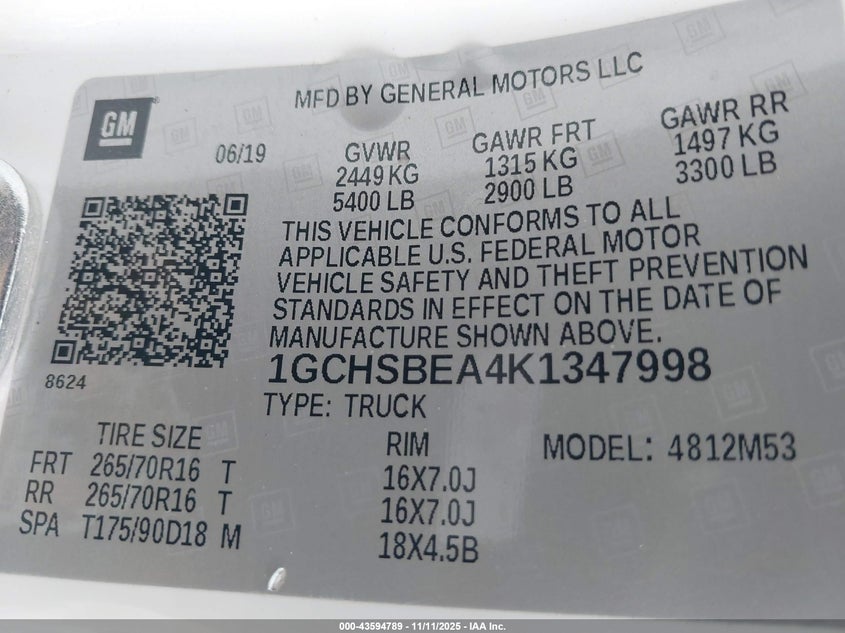 MFD BY GENERAL MOTORS LLC
GM
06/19
GVWR
2449 KG
5400 LB
GAWR FRT
1315 KG
2900 LB
GAWR RR
1497 KG
3300 LB
THIS VEHICLE CONFORMS TO ALL
APPLICABLE U.S. FEDERAL MOTOR
VEHICLE SAFETY AND THEFT PREVENTION
STANDARDS IN EFFECT ON THE DATE OF
MANUFACTURE SHOWN ABOVE.
8624
1GCHSBEA4K1347998
TYPE: TRUCK
TIRE SIZE
FRT 265/70R16 T
RR 265/70R16 T
SPA T175/90D18 M
RIM
16X7.0J
16X7.0J
18X4.5B
MODEL: 4812M53
000-43594789 - 11/11/2025 - IAA Inc.